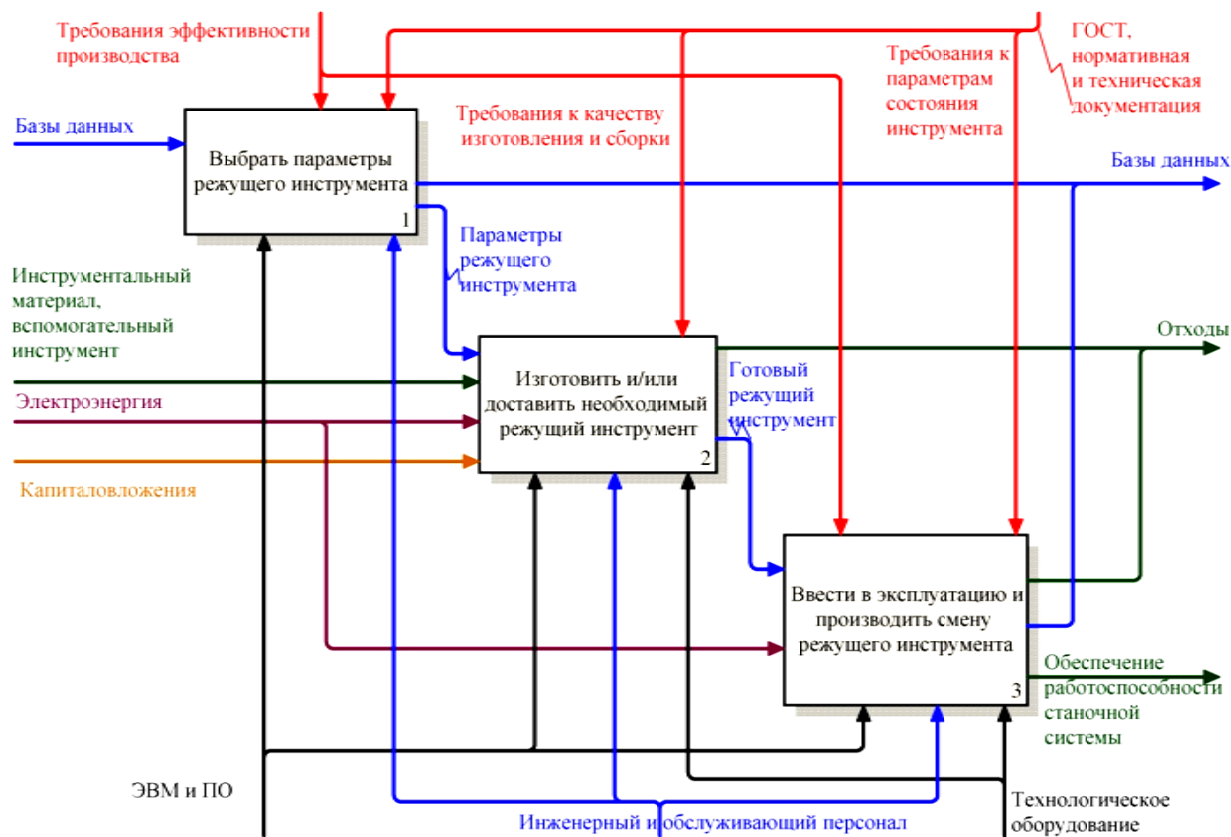 Требования эффективности
производства
ГОСТ,
нормативная
и техническая
документация
Требования к
параметрам
состояния
инструмента
Требования к качеству
изготовления и сборки
Базы данных
Выбрать параметры
режущего инструмента
1
Базы данных
Параметры
режущего
инструмента
Инструментальный
материал,
вспомогательный
инструмент
Отходы
Электроэнергия
Изготовить и/или
доставить необходимый
режущий инструмент
2
Готовый
режущий
инструмент
Капиталовложения
Ввести в эксплуатацию и
производить смену
режущего инструмента
3
Обеспечение
работоспособности
станочной
системы
ЭВМ и ПО
Инженерный и обслуживающий персонал
Технологическое
оборудование